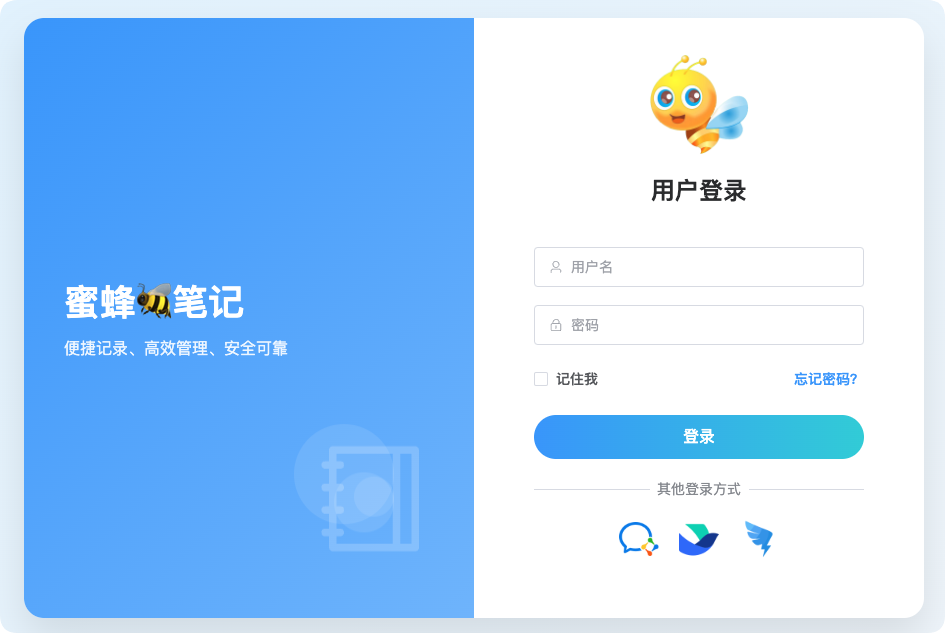 蜜蜂🐝笔记
便捷记录、高效管理、安全可靠
用户登录
用户名
密码
记住我 忘记密码?
登录
其他登录方式